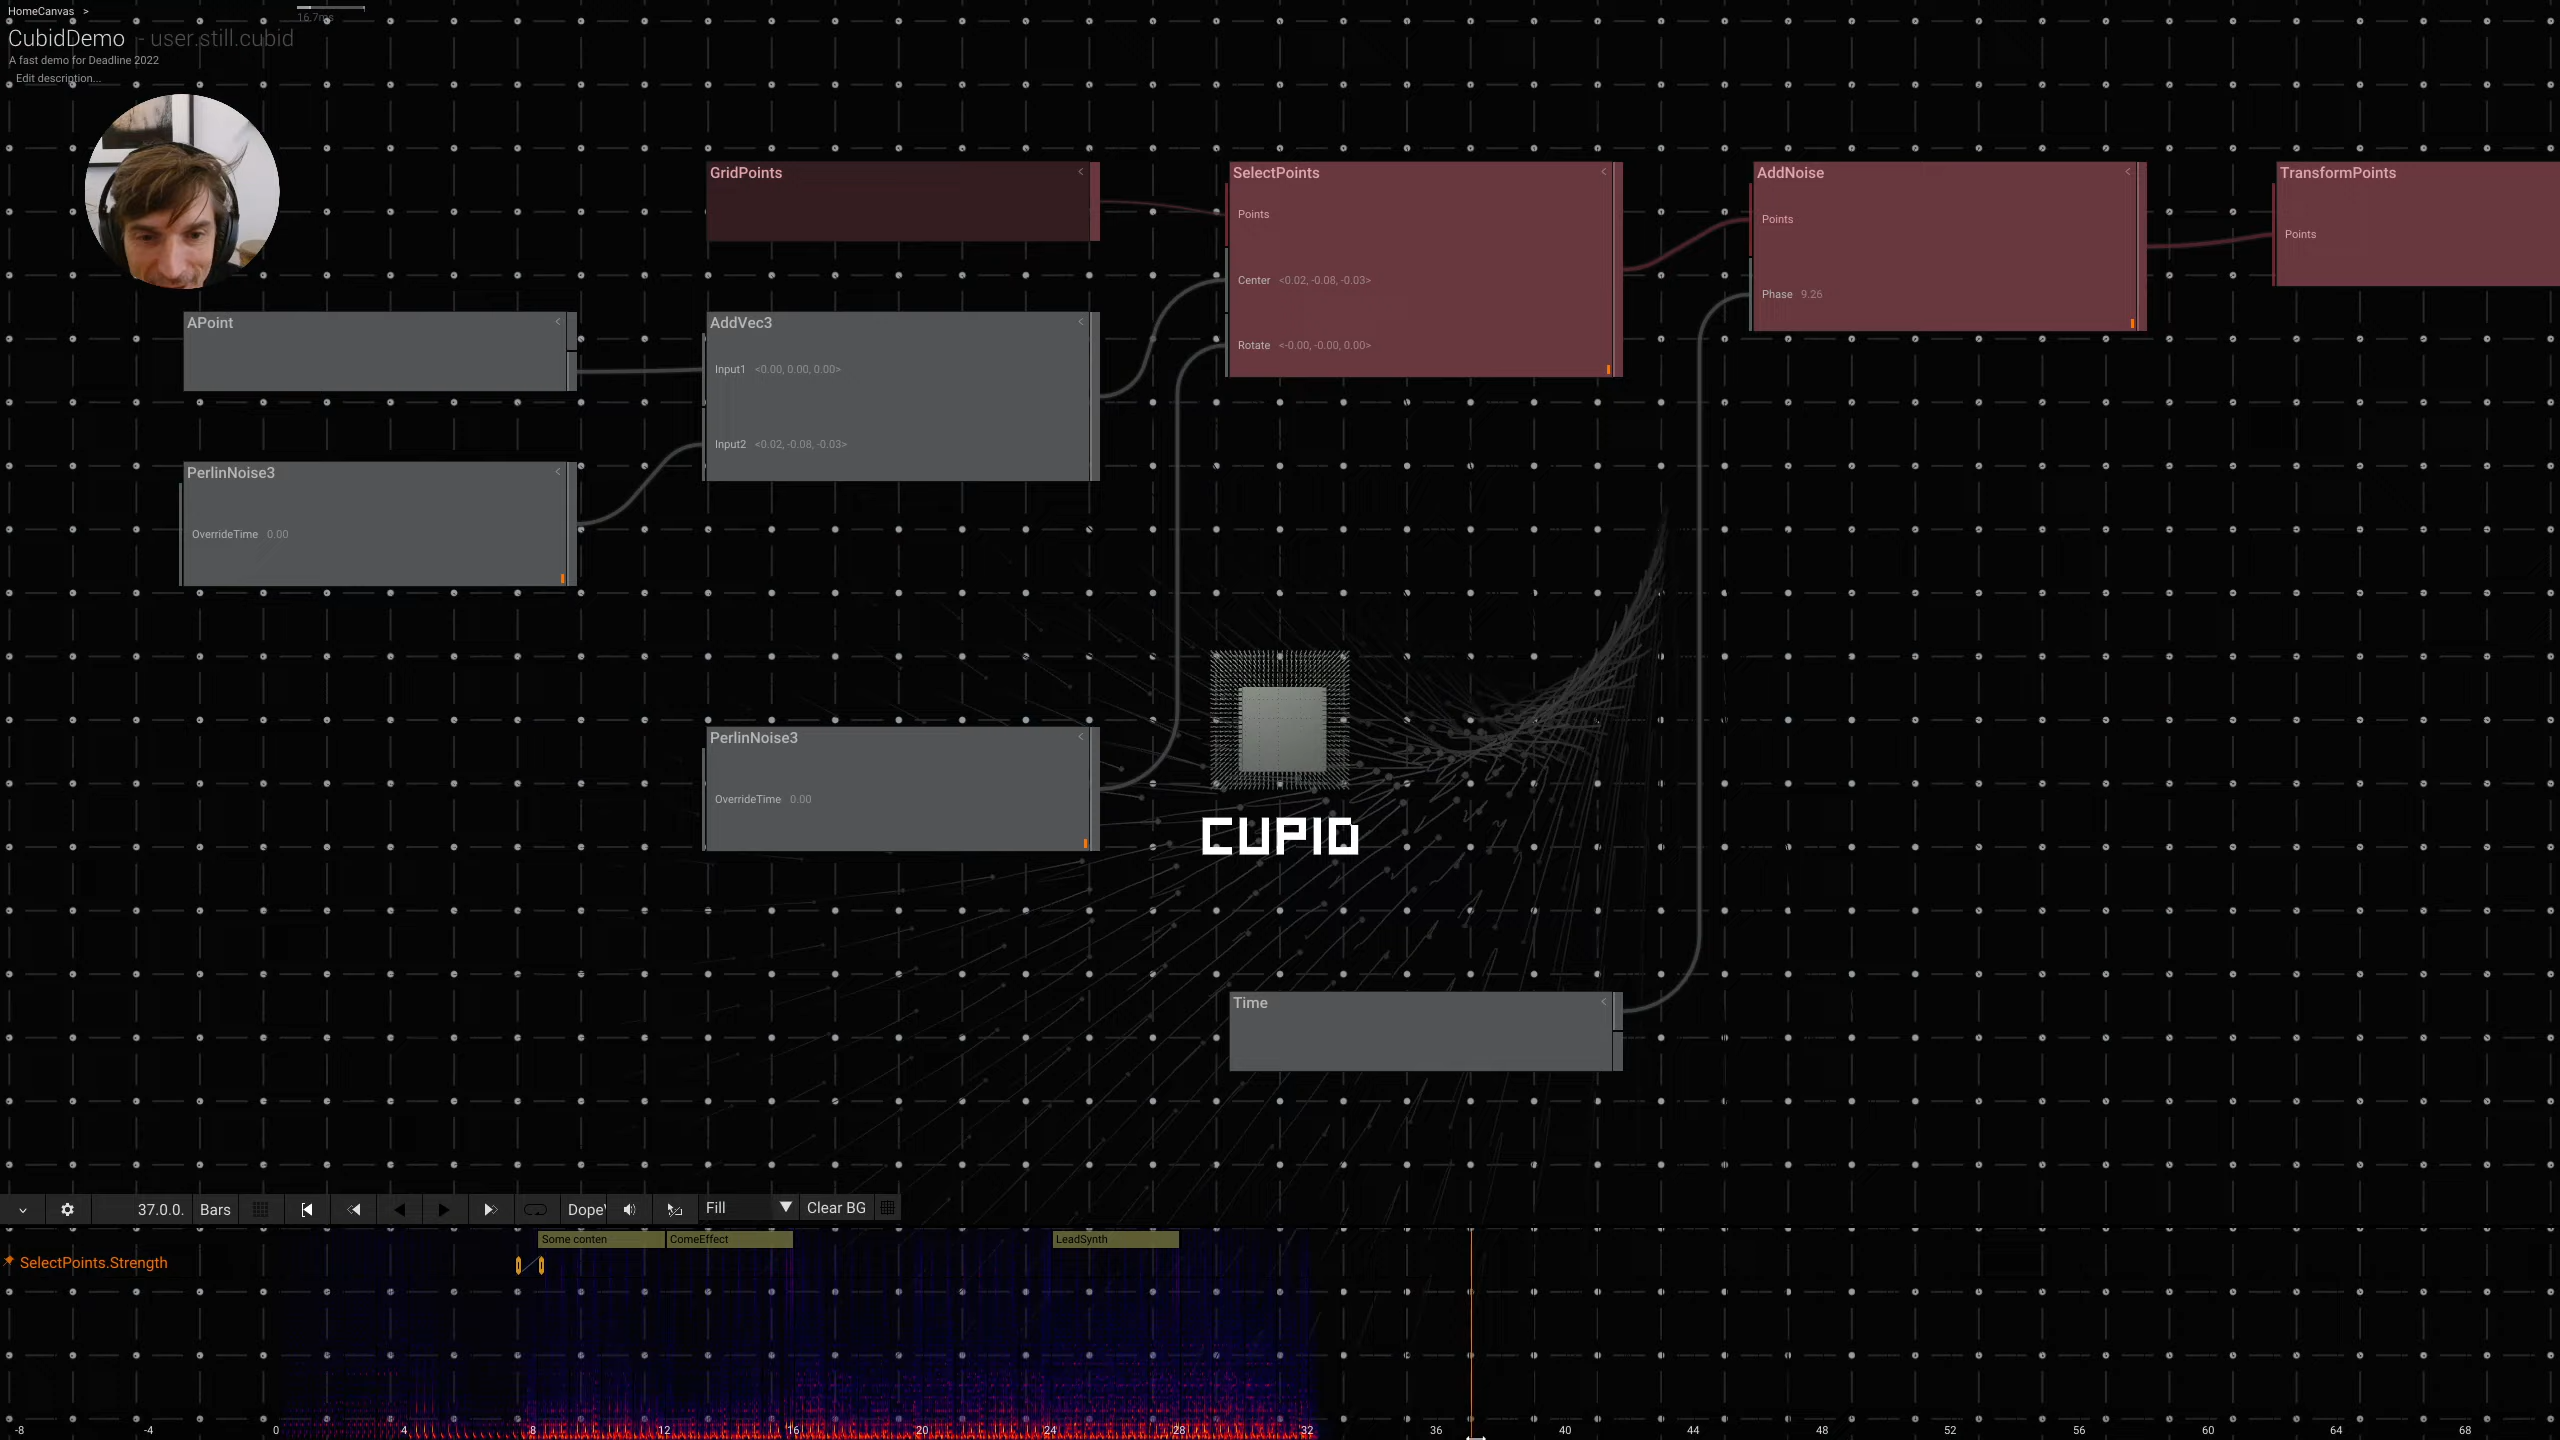 HomeCanvas >
16.7ms
CubidDemo - user.still.cubid
A fast demo for Deadline 2022
Edit description...
GridPoints <
SelectPoints <
Points
Center <0.02, -0.08, -0.03>
Rotate <-0.00, -0.00, 0.00>
AddNoise <
Points
Phase 9.26
TransformPoints
Points
APoint <
AddVec3 <
Input1 <0.00, 0.00, 0.00>
Input2 <0.02, -0.08, -0.03>
PerlinNoise3 <
OverrideTime 0.00
PerlinNoise3 <
OverrideTime 0.00
CUPID
Time <
37.0.0. Bars Dope Fill Clear BG
Some conten ComeEffect LeadSynth
SelectPoints.Strength
-8 -4 0 4 8 12 16 20 24 28 32 36 40 44 48 52 56 60 64 68